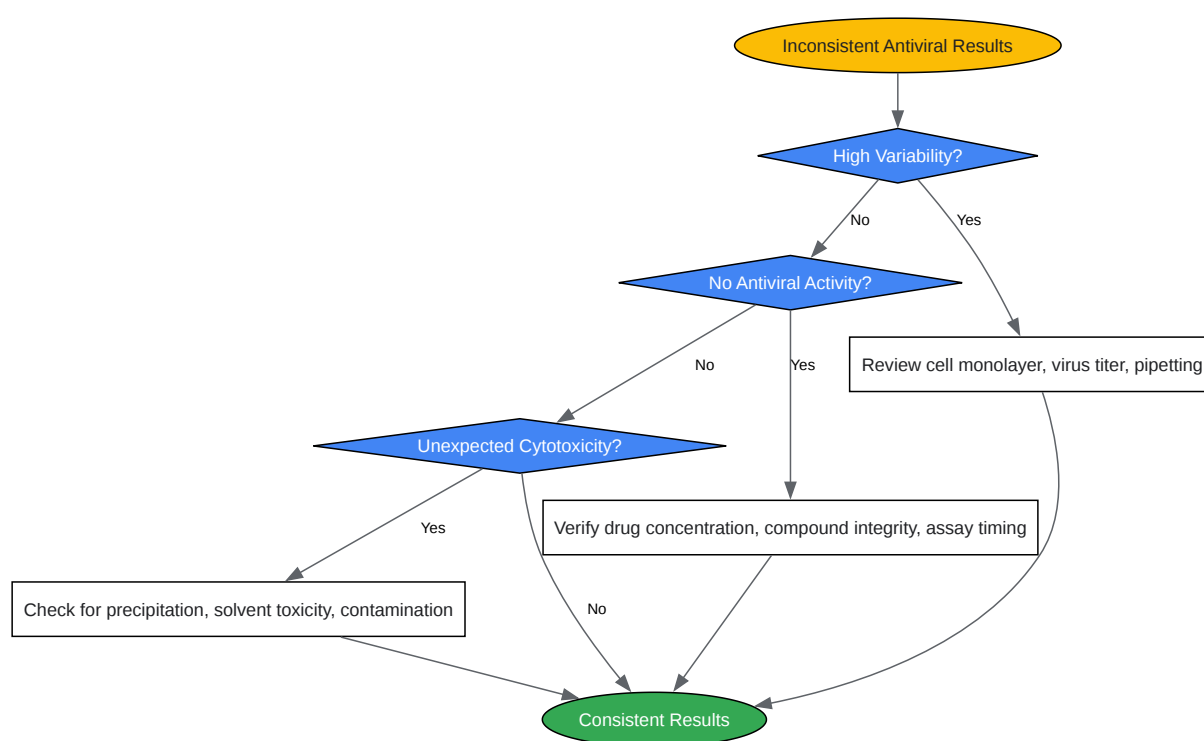 Inconsistent Antiviral Results
High Variability?
No
Yes
No Antiviral Activity?
No
Yes
Review cell monolayer, virus titer, pipetting
Unexpected Cytotoxicity?
Yes
Verify drug concentration, compound integrity, assay timing
Check for precipitation, solvent toxicity, contamination
No
Consistent Results